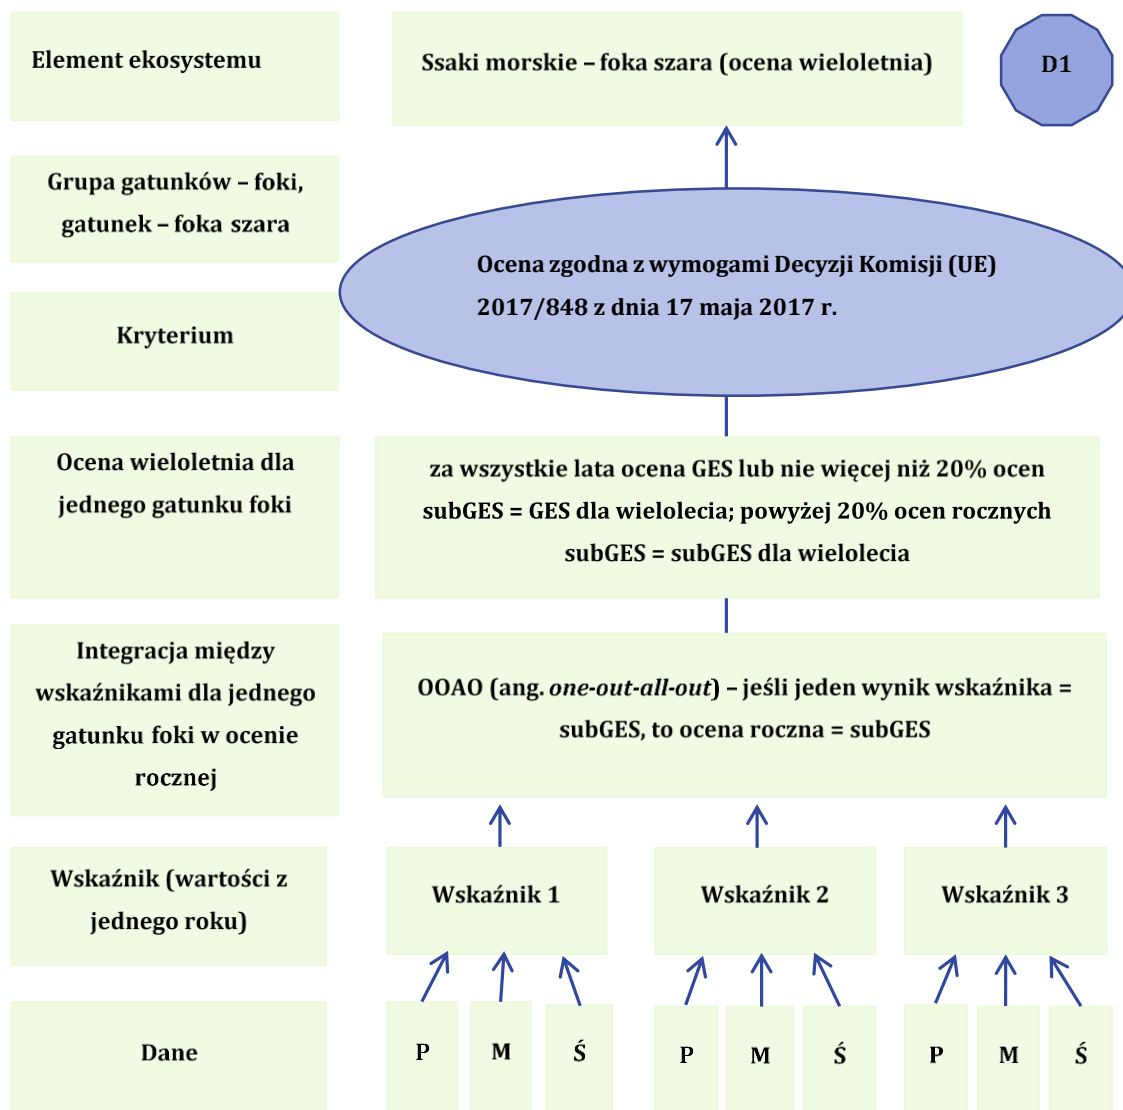 Element ekosystemu
Ssaki morskie – foka szara (ocena wieloletnia)
D1
Grupa gatunków – foki,
gatunek – foka szara
Ocena zgodna z wymogami Decyzji Komisji (UE)
2017/848 z dnia 17 maja 2017 r.
Kryterium
Ocena wieloletnia dla
jednego gatunku foki
za wszystkie lata ocena GES lub nie więcej niż 20% ocen
subGES = GES dla wielolecia; powyżej 20% ocen rocznych
subGES = subGES dla wielolecia
Integracja między
wskaźnikami dla jednego
gatunku foki w ocenie
rocznej
OOAO (ang. one-out-all-out) – jeśli jeden wynik wskaźnika =
subGES, to ocena roczna = subGES
Wskaźnik (wartości z
jednego roku)
Wskaźnik 1
Wskaźnik 2
Wskaźnik 3
Dane
P
M
Ś
P
M
Ś
P
M
Ś